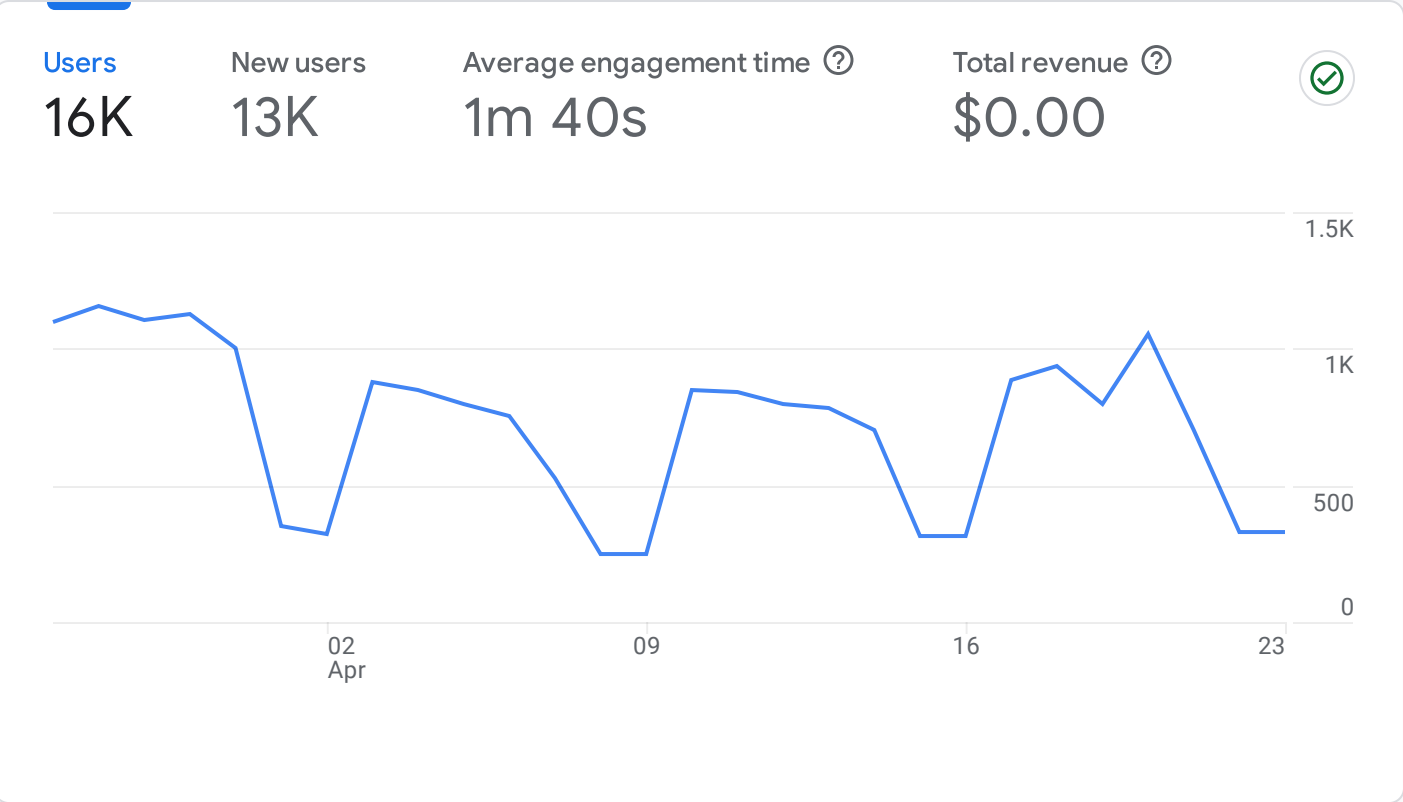 Users New users Average engagement time Total revenue
16K 13K 1m 40s $0.00
1.5K
1K
500
0
02 09 16 23
Apr